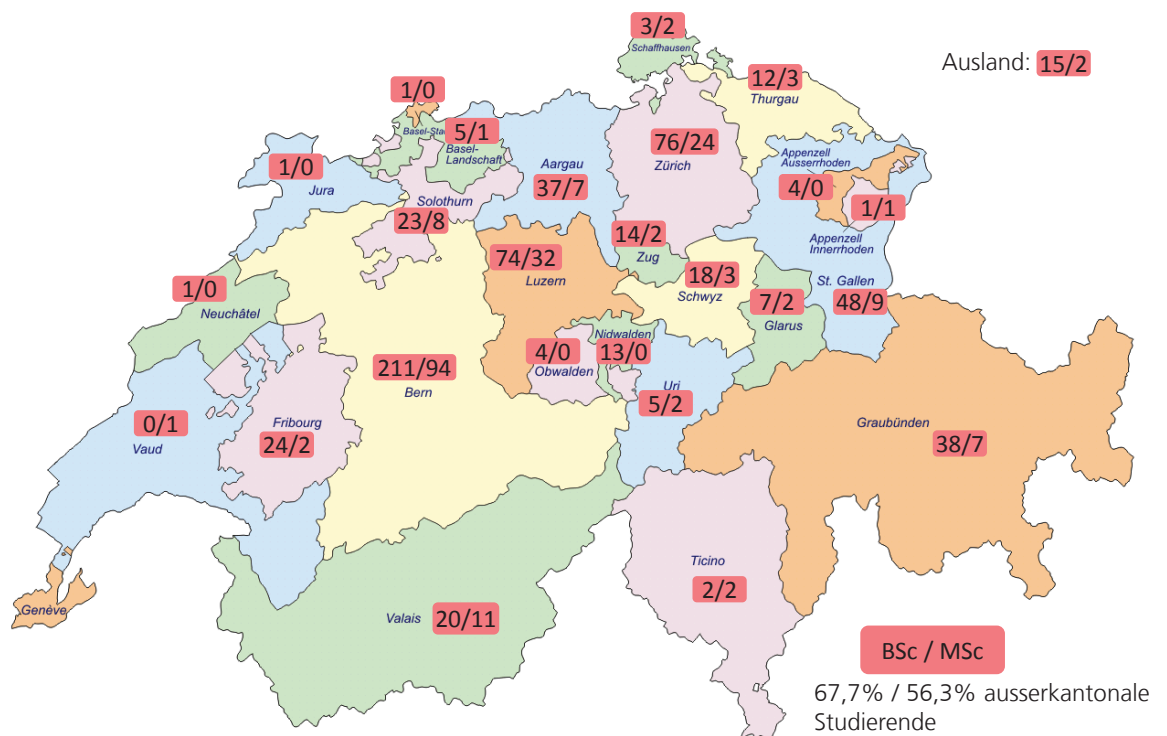 3/2
Schaffhausen
Ausland: 15/2
12/3
Thurgau
1/0
Basel-Stadt
5/1
Basel-
Landschaft
76/24
Zürich
Aargau
37/7
Appenzell
Ausserrhoden
4/0
1/1
Appenzell
Innerrhoden
1/0
Jura
Solothurn
23/8
14/2
Zug
74/32
Luzern
18/3
Schwyz
7/2
Glarus
St. Gallen
48/9
1/0
Neuchâtel
Nidwalden
13/0
4/0
Obwalden
211/94
Bern
Uri
5/2
0/1
Vaud
Fribourg
24/2
Graubünden
38/7
Ticino
2/2
Genève
Valais
20/11
BSc / MSc
67,7% / 56,3% ausserkantonale
Studierende